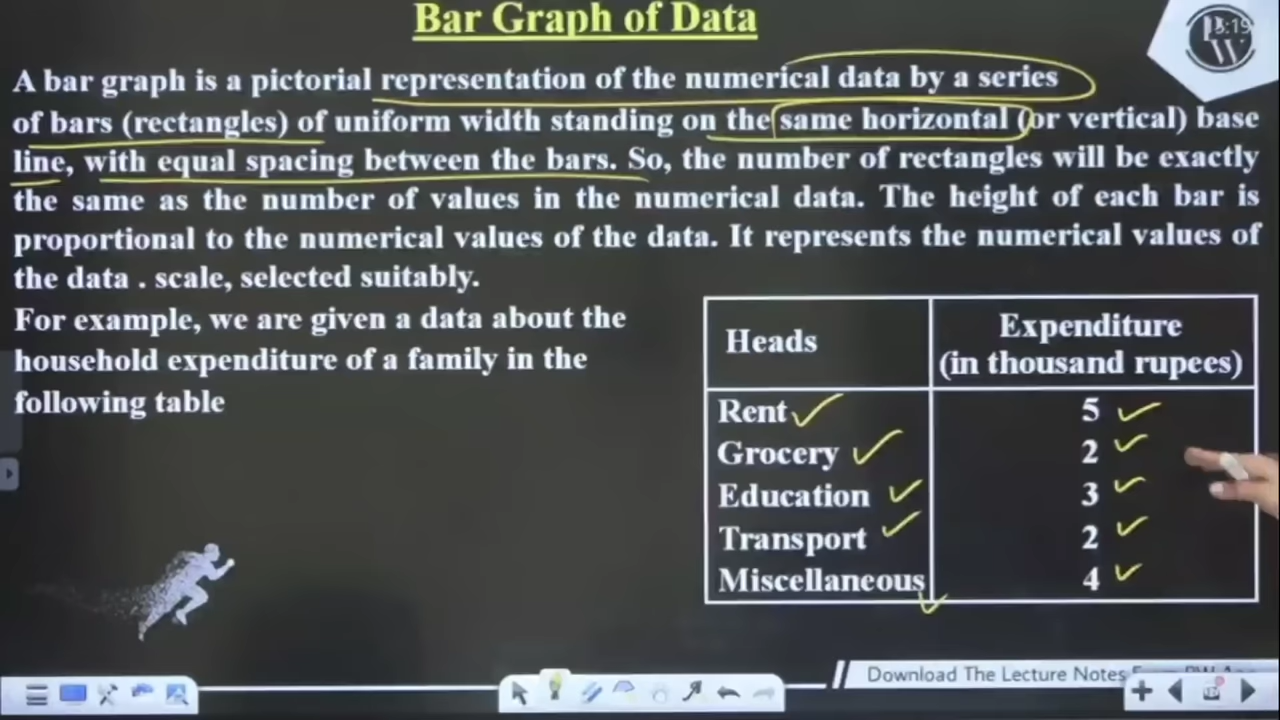 Bar Graph of Data
A bar graph is a pictorial representation of the numerical data by a series
of bars (rectangles) of uniform width standing on the same horizontal (or vertical) base
line, with equal spacing between the bars. So, the number of rectangles will be exactly
the same as the number of values in the numerical data. The height of each bar is
proportional to the numerical values of the data. It represents the numerical values of
the data . scale, selected suitably.
For example, we are given a data about the
household expenditure of a family in the
following table
Heads Expenditure
(in thousand rupees)
Rent 5
Grocery 2
Education 3
Transport 2
Miscellaneous 4
Download The Lecture Notes